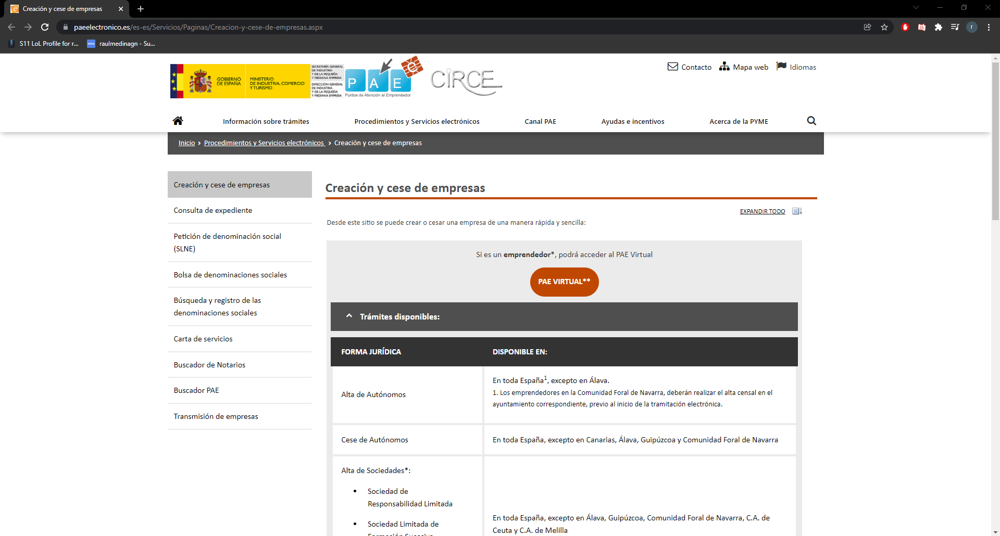 Creación y cese de empresas
paeelectronico.es/es-es/Servicios/Paginas/Creacion-y-cese-de-empresas.aspx
r
S11 LoL Profile for r...
raulmedinagn - Su...
GOBIERNO
DE ESPAÑA
MINISTERIO
DE INDUSTRIA, COMERCIO
Y TURISMO
SECRETARÍA GENERAL
DE INDUSTRIA
Y DE LA PEQUEÑA
Y MEDIANA EMPRESA
DIRECCIÓN GENERAL
DE INDUSTRIA
Y DE LA PEQUEÑA
Y MEDIANA EMPRESA
PAE e
Puntos de Atención al Emprendedor
CIRCE
Contacto
Mapa web
Idiomas
Información sobre trámites
Procedimientos y Servicios electrónicos
Canal PAE
Ayudas e incentivos
Acerca de la PYME
Inicio > Procedimientos y Servicios electrónicos > Creación y cese de empresas
Creación y cese de empresas
Consulta de expediente
Petición de denominación social
(SLNE)
Bolsa de denominaciones sociales
Búsqueda y registro de las
denominaciones sociales
Carta de servicios
Buscador de Notarios
Buscador PAE
Transmisión de empresas
Creación y cese de empresas
EXPANDIR TODO
Desde este sitio se puede crear o cesar una empresa de una manera rápida y sencilla:
Si es un emprendedor*, podrá acceder al PAE Virtual
PAE VIRTUAL**
Trámites disponibles:
FORMA JURÍDICA
DISPONIBLE EN:
Alta de Autónomos
En toda España1, excepto en Álava.
1. Los emprendedores en la Comunidad Foral de Navarra, deberán realizar el alta censal en el
ayuntamiento correspondiente, previo al inicio de la tramitación electrónica.
Cese de Autónomos
En toda España, excepto en Canarias, Álava, Guipúzcoa y Comunidad Foral de Navarra
Alta de Sociedades*:
• Sociedad de
Responsabilidad Limitada
• Sociedad Limitada de
Formación Sucesiva
En toda España, excepto en Álava, Guipúzcoa, Comunidad Foral de Navarra, C.A. de
Ceuta y C.A. de Melilla